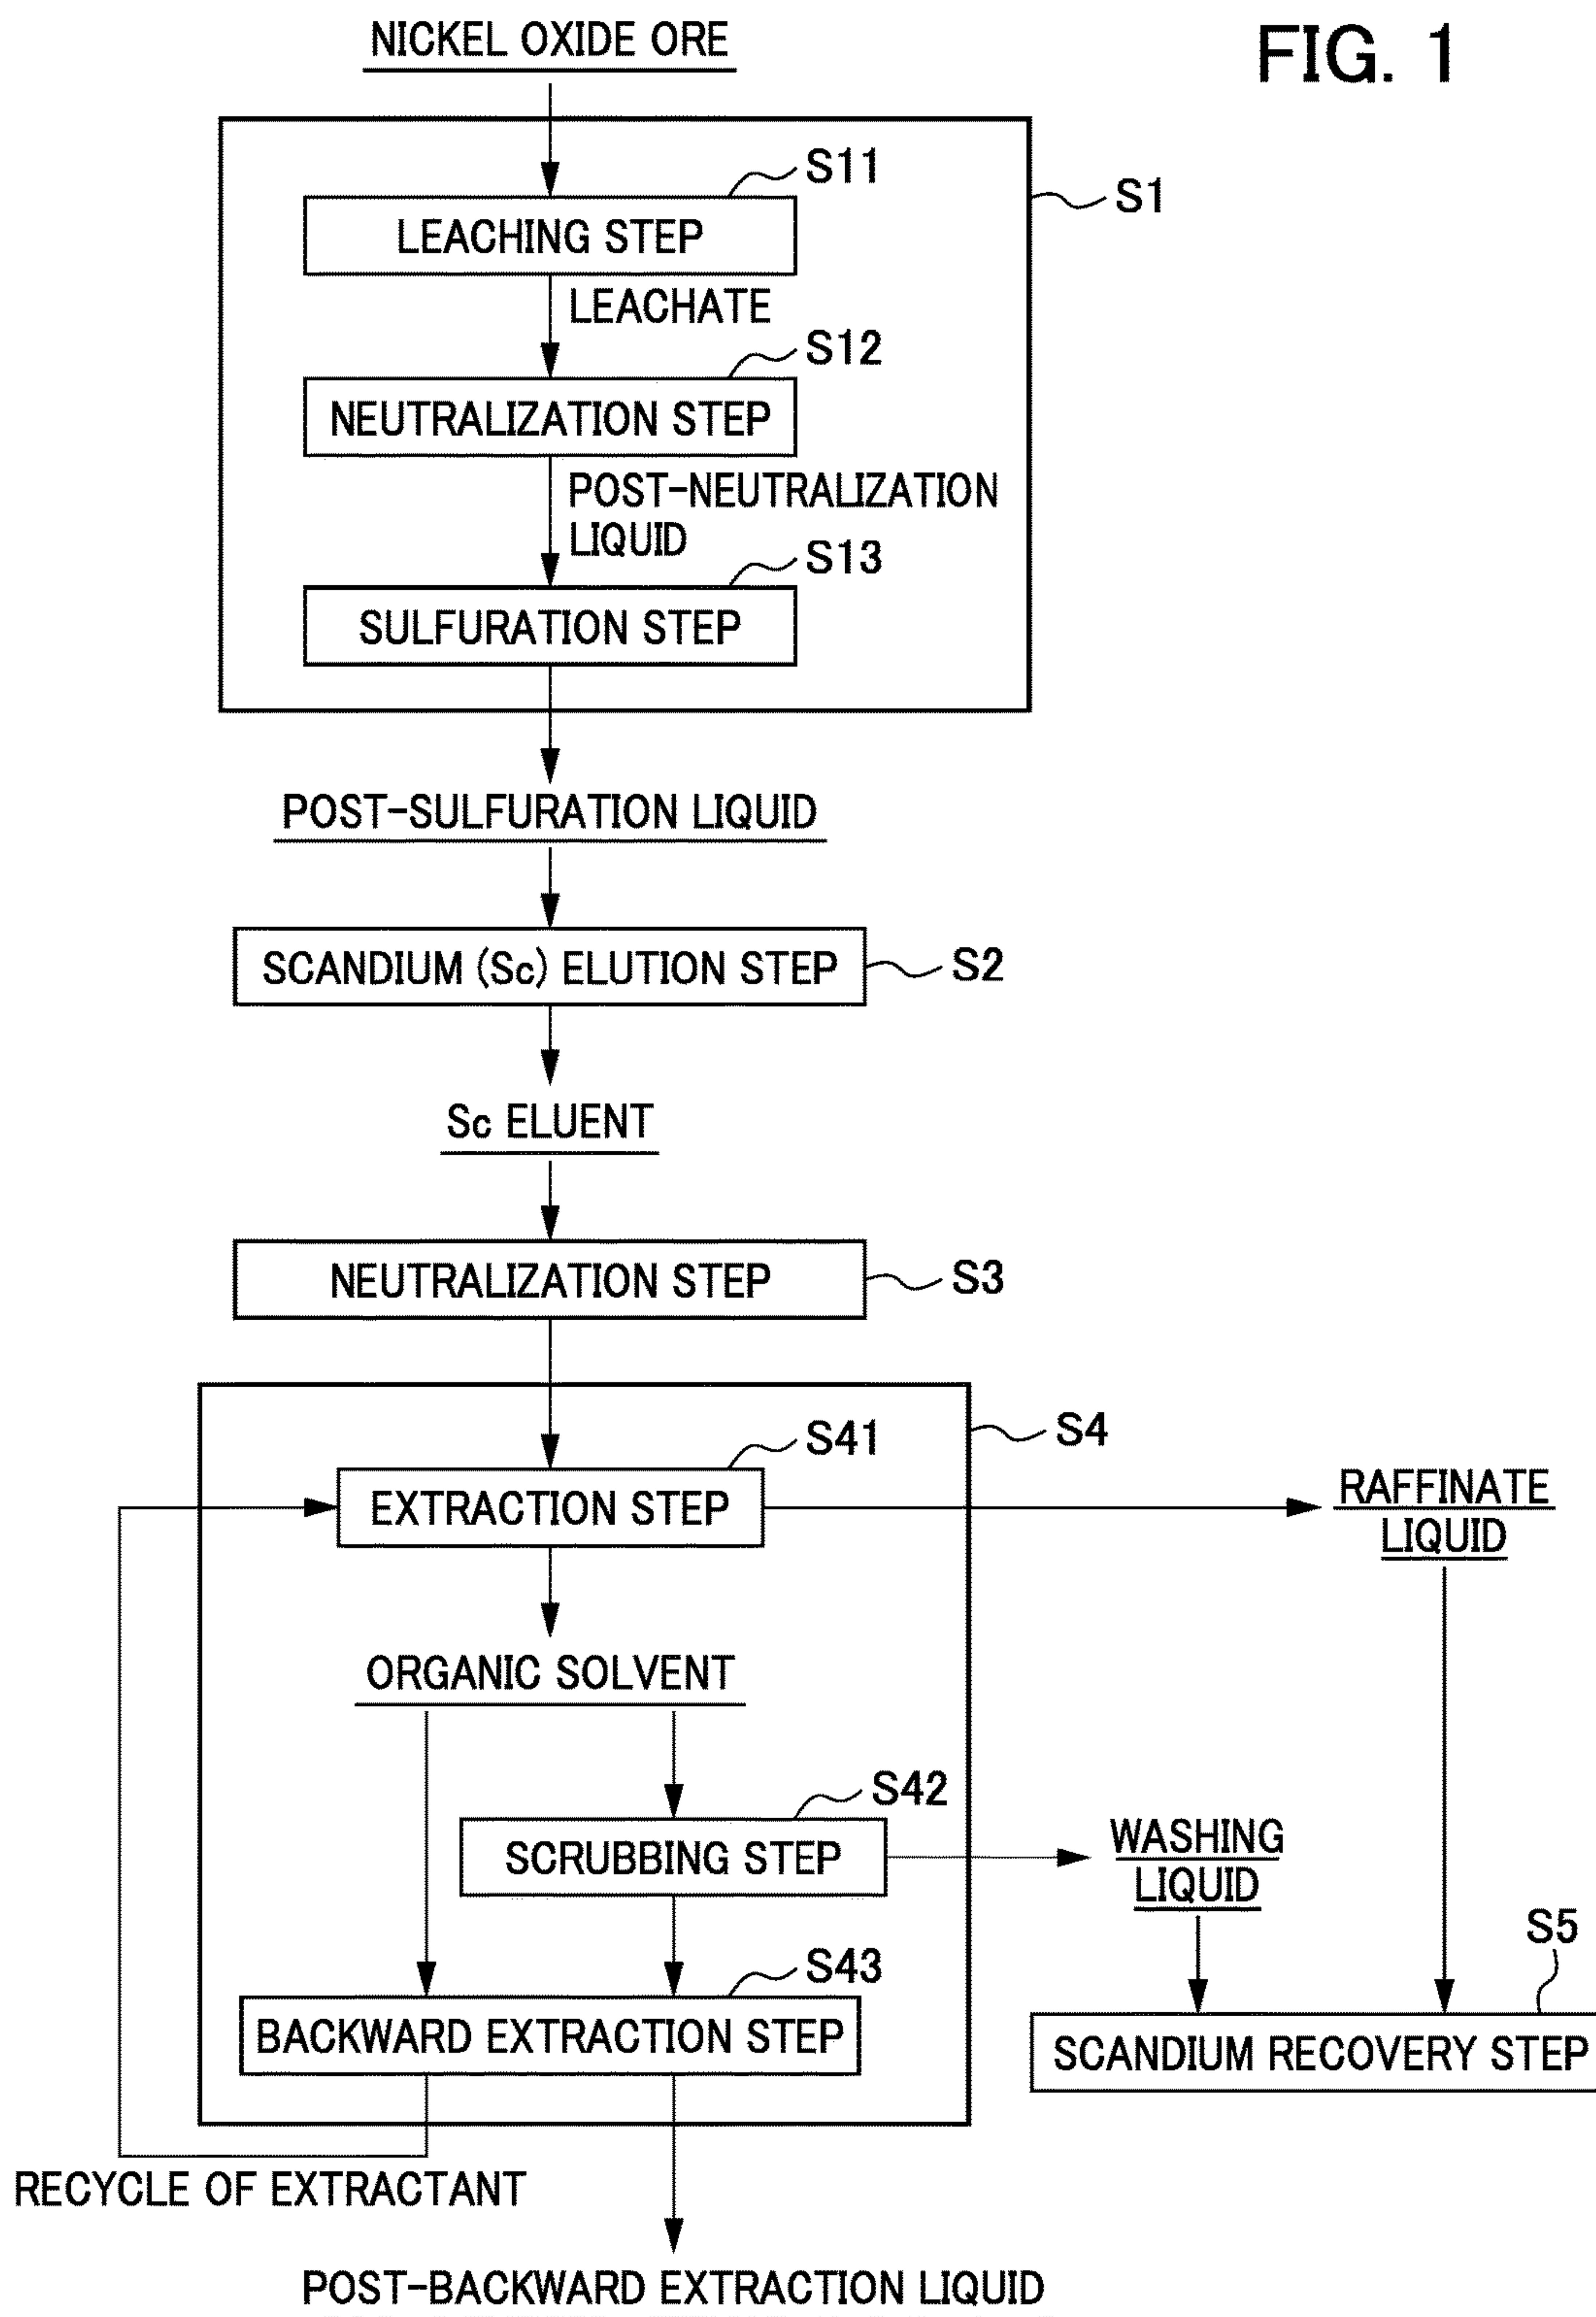 NICKEL OXIDE ORE
FIG. 1
S11
S1
LEACHING STEP
LEACHATE
S12
NEUTRALIZATION STEP
POST-NEUTRALIZATION
LIQUID
S13
SULFURATION STEP
POST-SULFURATION LIQUID
SCANDIUM (Sc) ELUTION STEP
S2
Sc ELUENT
NEUTRALIZATION STEP
S3
S41
S4
EXTRACTION STEP
RAFFINATE
LIQUID
ORGANIC SOLVENT
S42
SCRUBBING STEP
WASHING
LIQUID
S43
S5
BACKWARD EXTRACTION STEP
SCANDIUM RECOVERY STEP
RECYCLE OF EXTRACTANT
POST-BACKWARD EXTRACTION LIQUID